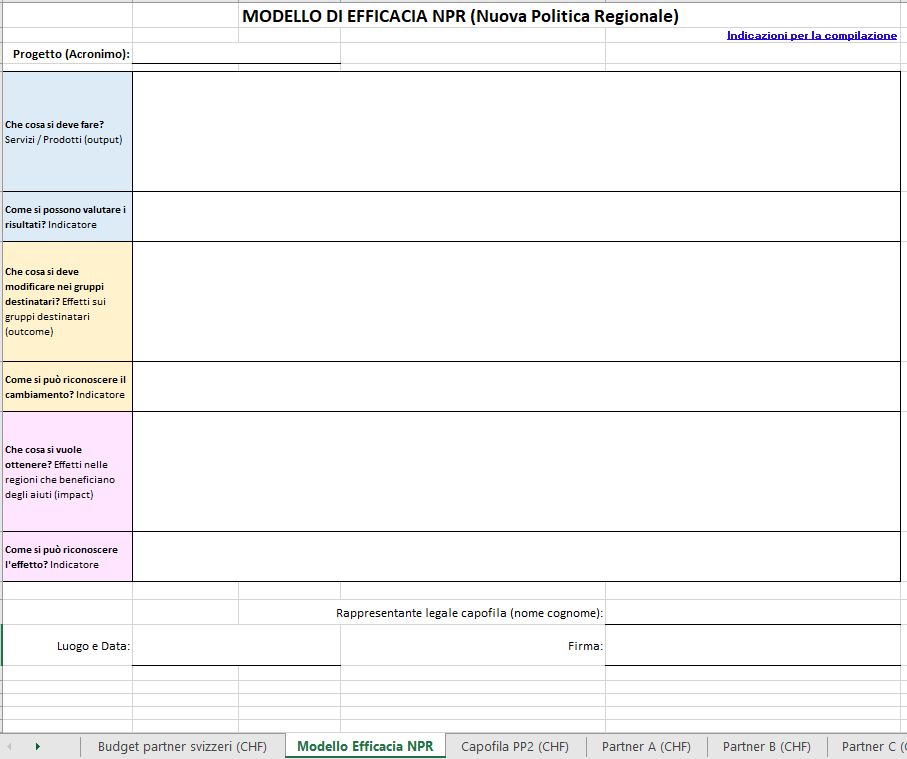 MODELLO DI EFFICACIA NPR (Nuova Politica Regionale)
Indicazioni per la compilazione
Progetto (Acronimo):
Che cosa si deve fare?
Servizi / Prodotti (output)
Come si possono valutare i
risultati? Indicatore
Che cosa si deve
modificare nei gruppi
destinatari? Effetti sui
gruppi destinatari
(outcome)
Come si può riconoscere il
cambiamento? Indicatore
Che cosa si vuole
ottenere? Effetti nelle
regioni che beneficiano
degli aiuti (impact)
Come si può riconoscere
l'effetto? Indicatore
Rappresentante legale capofila (nome cognome):
Luogo e Data: Firma:
Budget partner svizzeri (CHF) Modello Efficacia NPR Capofila PP2 (CHF) Partner A (CHF) Partner B (CHF) Partner C (